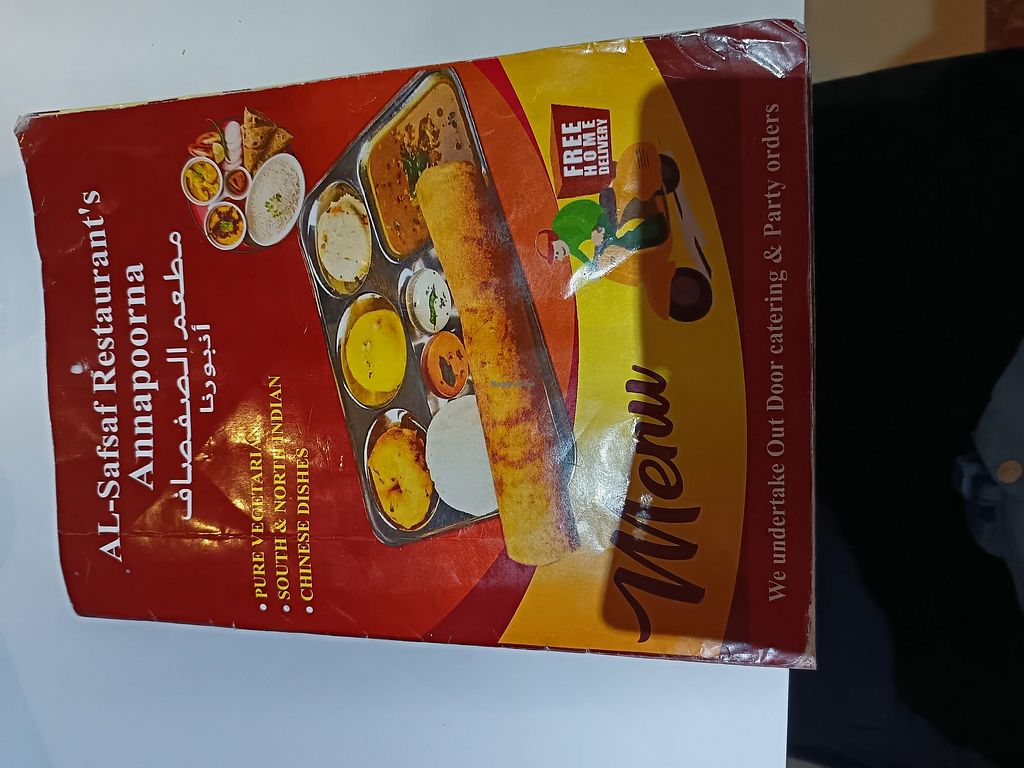 AL-Safsaf Restaurant's
Annapoorna
مطعم الصفصاف
أنبورنا
• PURE VEGETARIA
• SOUTH & NORTH INDIAN
• CHINESE DISHES
FREE
HOME
DELIVERY
Menu
We undertake Out Door catering & Party orders